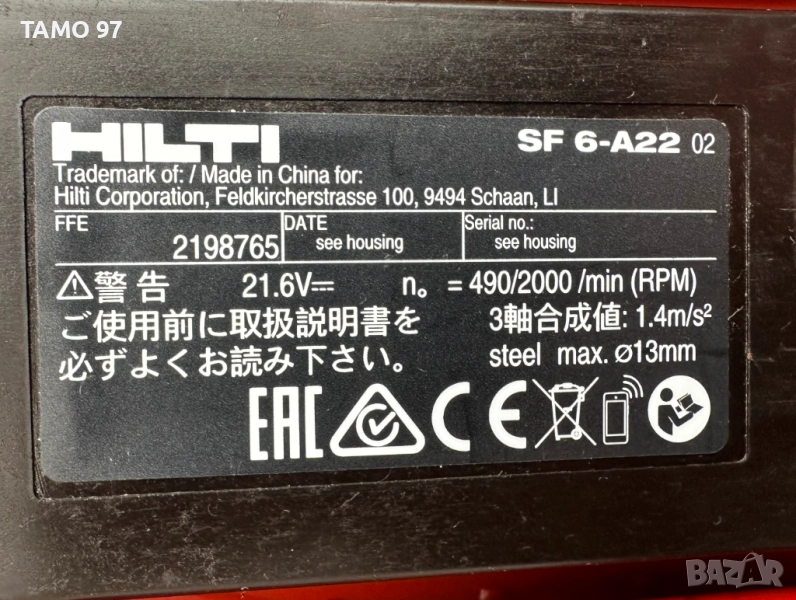 TAMO 97
HILTI
SF 6-A22 02
Trademark of: / Made in China for:
Hilti Corporation, Feldkircherstrasse 100, 9494 Schaan, LI
FFE
2198765
DATE
see housing
Serial no.:
see housing
⚠警告 21.6V⎓ n₀ = 490/2000 /min (RPM)
ご使用前に取扱説明書を
必ずよくお読み下さい。
3軸合成値: 1.4m/s²
steel max. Ø13mm
EAC
CE
BAZAR